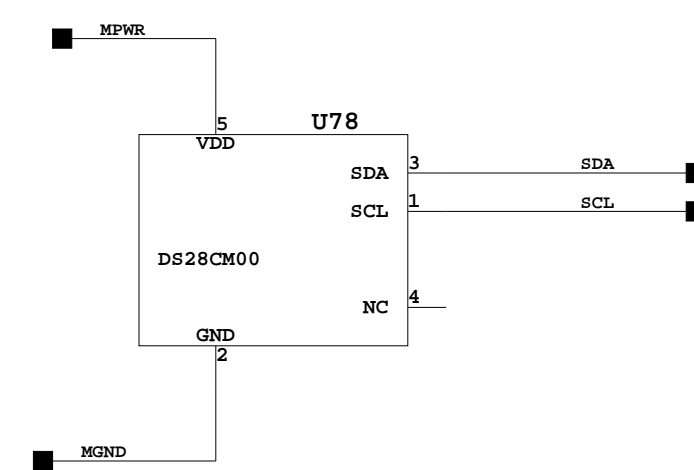 MPWR
5
U78
VDD
SDA
3
SDA
SCL
1
SCL
DS28CM00
NC
4
GND
2
MGND